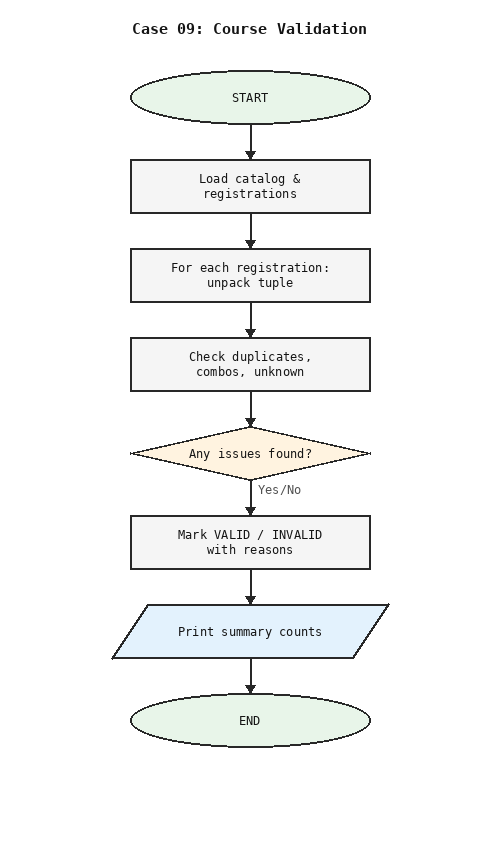 Case 09: Course Validation
START
Load catalog &
registrations
For each registration:
unpack tuple
Check duplicates,
combos, unknown
Any issues found?
Yes/No
Mark VALID / INVALID
with reasons
Print summary counts
END